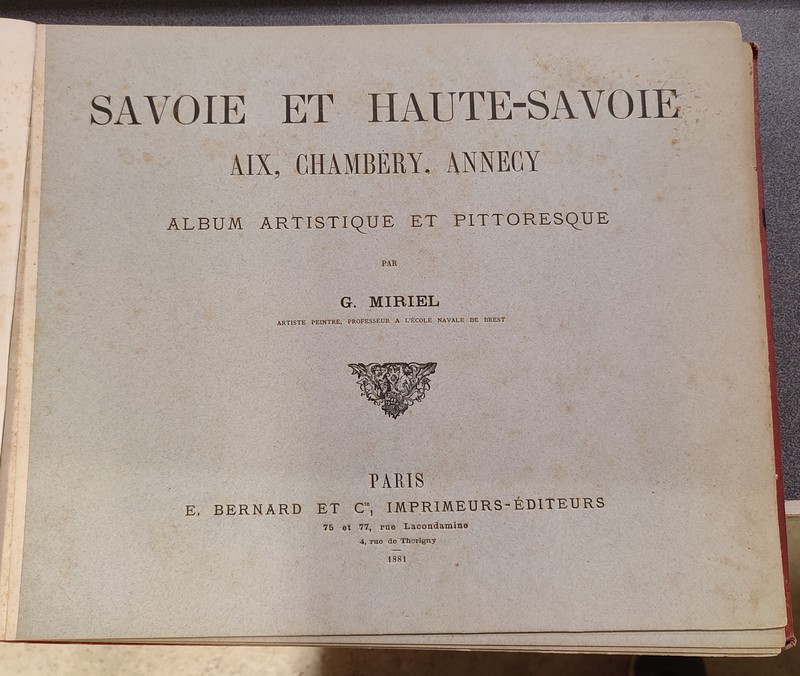 SAVOIE ET HAUTE-SAVOIE
AIX, CHAMBÉRY. ANNECY
ALBUM ARTISTIQUE ET PITTORESQUE
PAR
G. MIRIEL
ARTISTE PEINTRE, PROFESSEUR A L'ÉCOLE NAVALE DE BREST
PARIS
E. BERNARD ET Cie, IMPRIMEURS-ÉDITEURS
75 et 77, rue Lacondamine
4, rue de Thorigny
1881